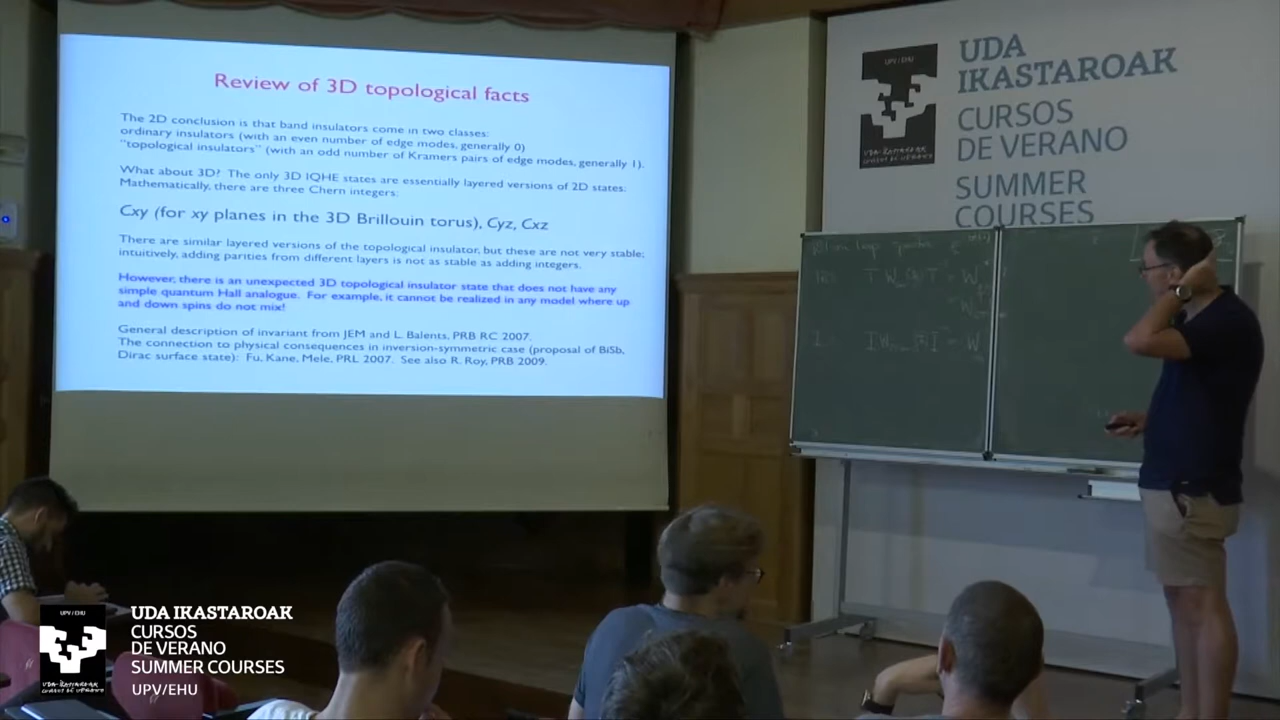 Review of 3D topological facts
The 2D conclusion is that band insulators come in two classes:
ordinary insulators (with an even number of edge modes, generally 0)
"topological insulators" (with an odd number of Kramers pairs of edge modes, generally 1).
What about 3D? The only 3D IQHE states are essentially layered versions of 2D states:
Mathematically, there are three Chern integers:
Cxy (for xy planes in the 3D Brillouin torus), Cyz, Cxz
There are similar layered versions of the topological insulator, but these are not very stable;
intuitively, adding parities from different layers is not as stable as adding integers.
However, there is an unexpected 3D topological insulator state that does not have any
simple quantum Hall analogue. For example, it cannot be realized in any model where up
and down spins do not mix!
General description of invariant from JEM and L. Balents, PRB RC 2007.
The connection to physical consequences in inversion-symmetric case (proposal of BiSb,
Dirac surface state): Fu, Kane, Mele, PRL 2007. See also R. Roy, PRB 2009.
UPV / EHU
UDA
IKASTAROAK
CURSOS
DE VERANO
SUMMER
COURSES
UPV / EHU
UDA IKASTAROAK
CURSOS
DE VERANO
SUMMER COURSES
UPV/EHU